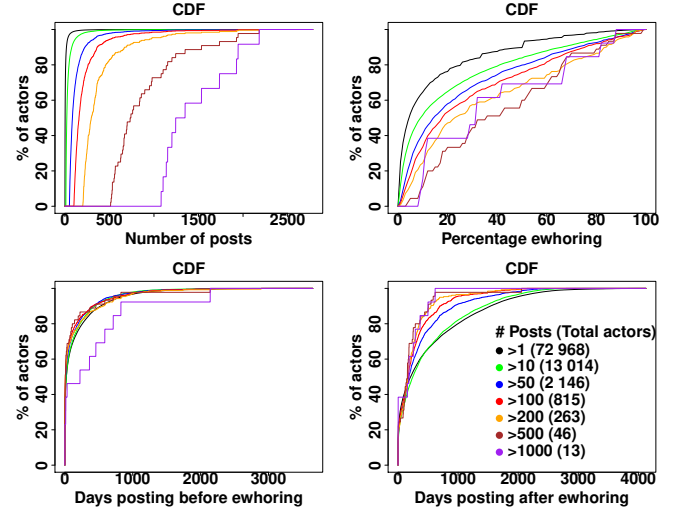 CDF
% of actors
0 20 40 60 80
0 500 1500 2500
Number of posts
CDF
% of actors
0 20 40 60 80
0 20 40 60 80 100
Percentage ewhoring
CDF
% of actors
0 20 40 60 80
0 1000 2000 3000
Days posting before ewhoring
CDF
% of actors
0 20 40 60 80
0 1000 2000 3000 4000
Days posting after ewhoring
# Posts (Total actors)
>1 (72 968)
>10 (13 014)
>50 (2 146)
>100 (815)
>200 (263)
>500 (46)
>1000 (13)